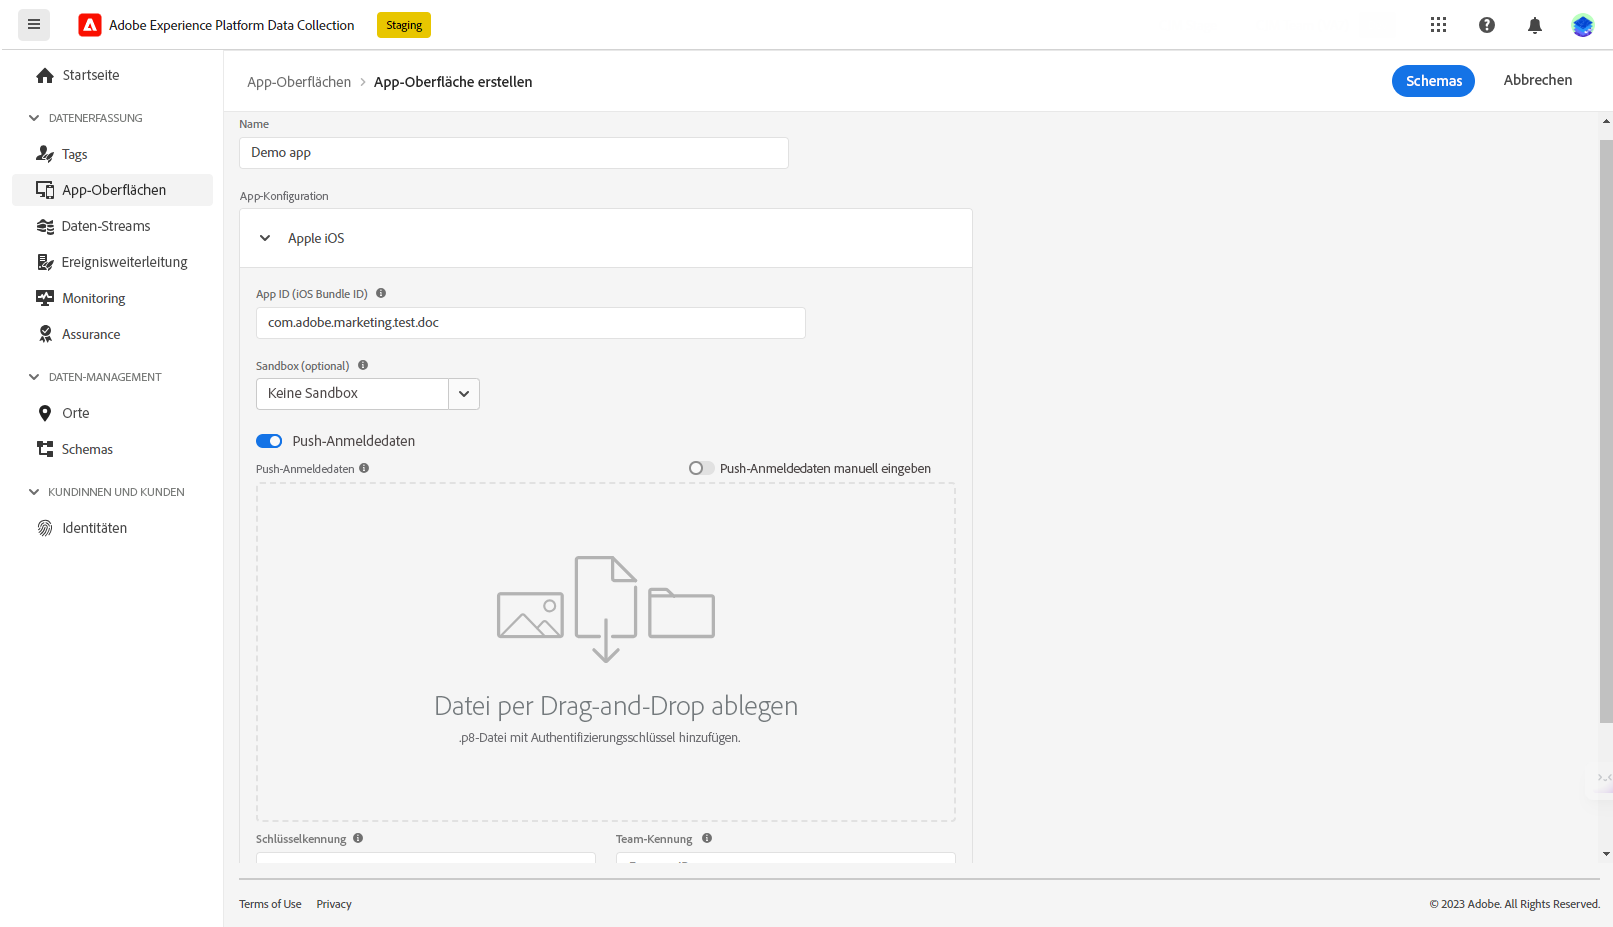 Adobe Experience Platform Data Collection
Staging
Startseite
DATENERFASSUNG
Tags
App-Oberflächen
Daten-Streams
Ereignisweiterleitung
Monitoring
Assurance
DATEN-MANAGEMENT
Orte
Schemas
KUNDINNEN UND KUNDEN
Identitäten
App-Oberflächen > App-Oberfläche erstellen
Schemas
Abbrechen
Name
Demo app
App-Konfiguration
Apple iOS
App ID (iOS Bundle ID)
com.adobe.marketing.test.doc
Sandbox (optional)
Keine Sandbox
Push-Anmeldedaten
Push-Anmeldedaten
Push-Anmeldedaten manuell eingeben
Datei per Drag-and-Drop ablegen
.p8-Datei mit Authentifizierungsschlüssel hinzufügen.
Schlüsselkennung
Team-Kennung
Terms of Use
Privacy
© 2023 Adobe. All Rights Reserved.